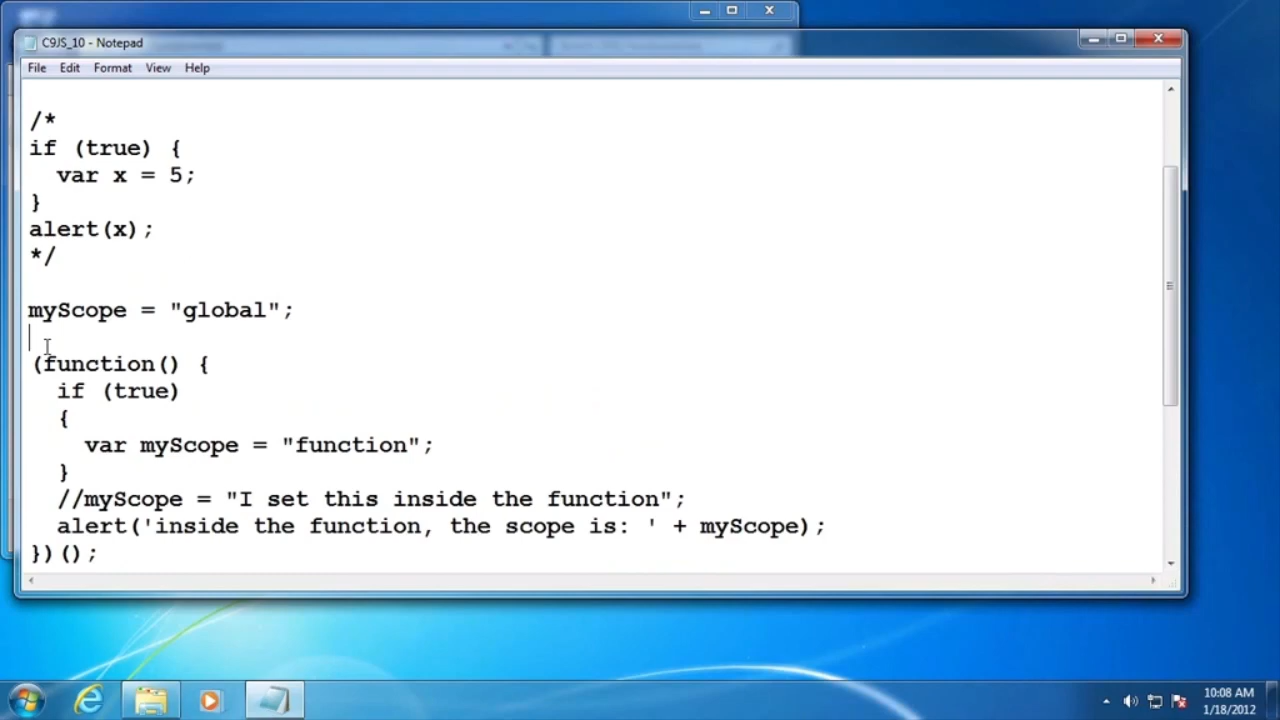 C9JS_10 - Notepad
File Edit Format View Help
/*
if (true) {
var x = 5;
}
alert(x);
*/
myScope = "global";
(function() {
if (true)
{
var myScope = "function";
}
//myScope = "I set this inside the function";
alert('inside the function, the scope is: ' + myScope);
})();
10:08 AM
1/18/2012